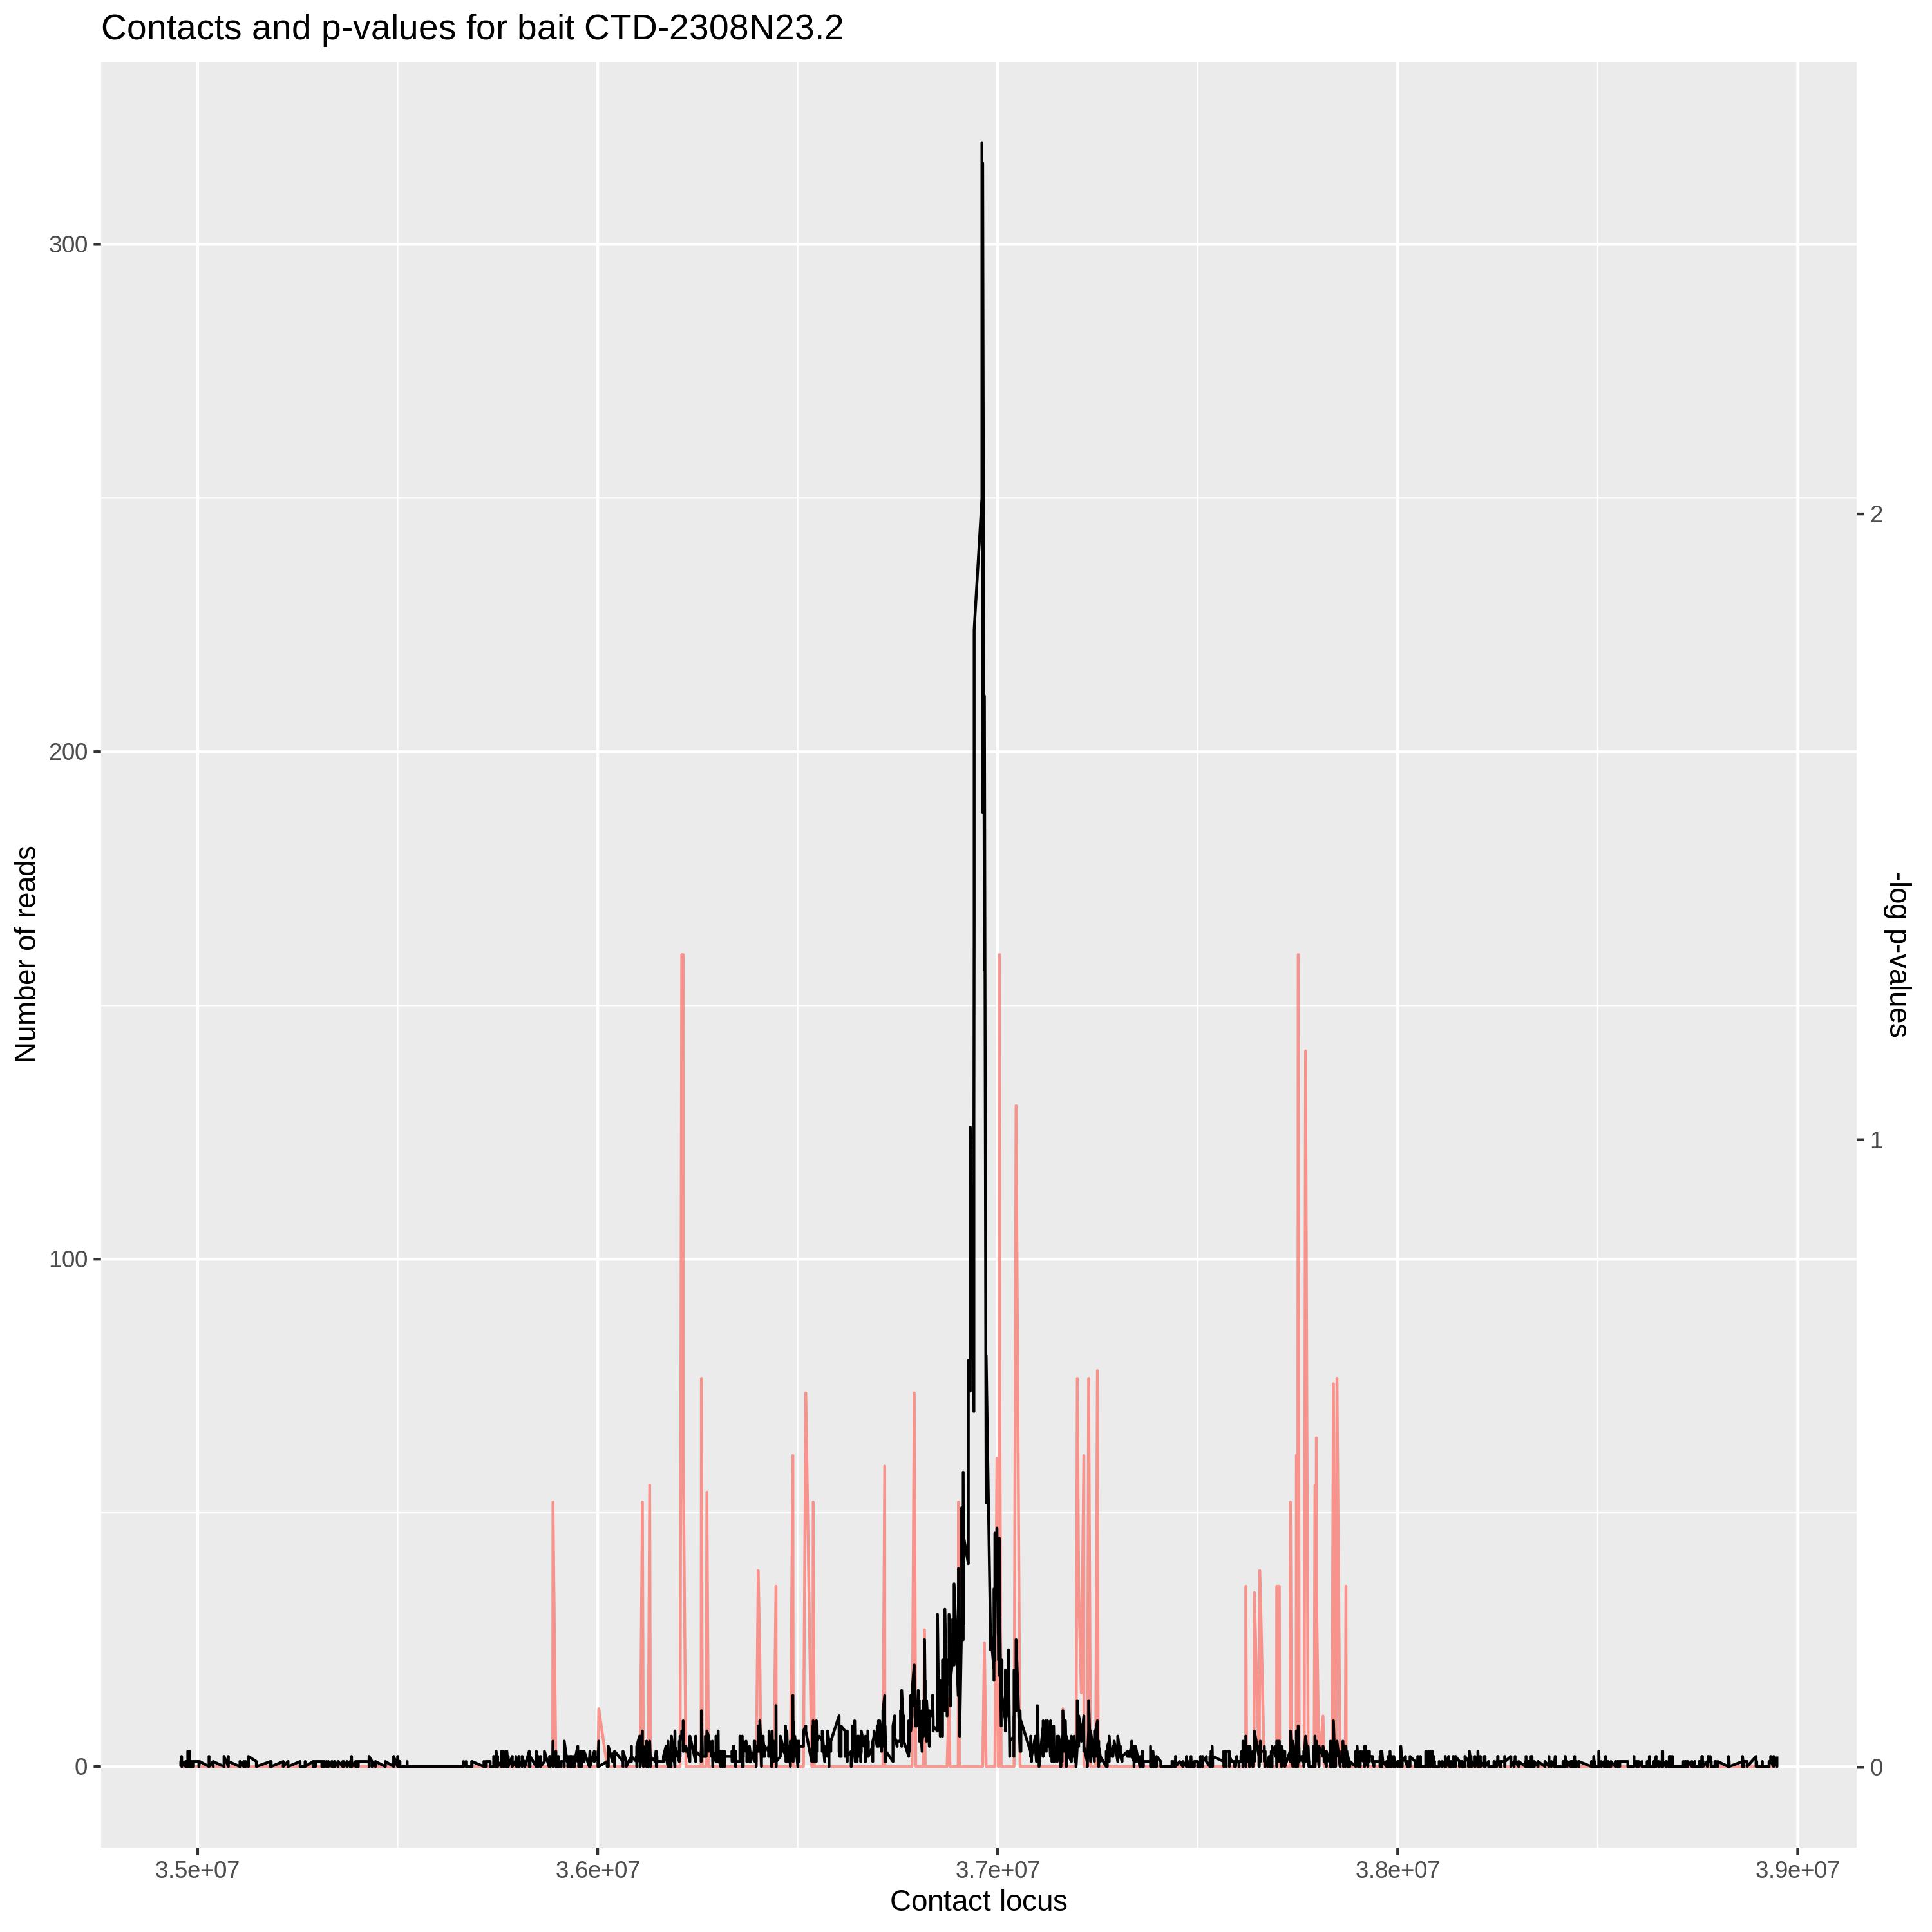 Contacts and p-values for bait CTD-2308N23.2
300
200
100
0
Number of reads
2
1
0
-log p-values
3.5e+07
3.6e+07
3.7e+07
3.8e+07
3.9e+07
Contact locus